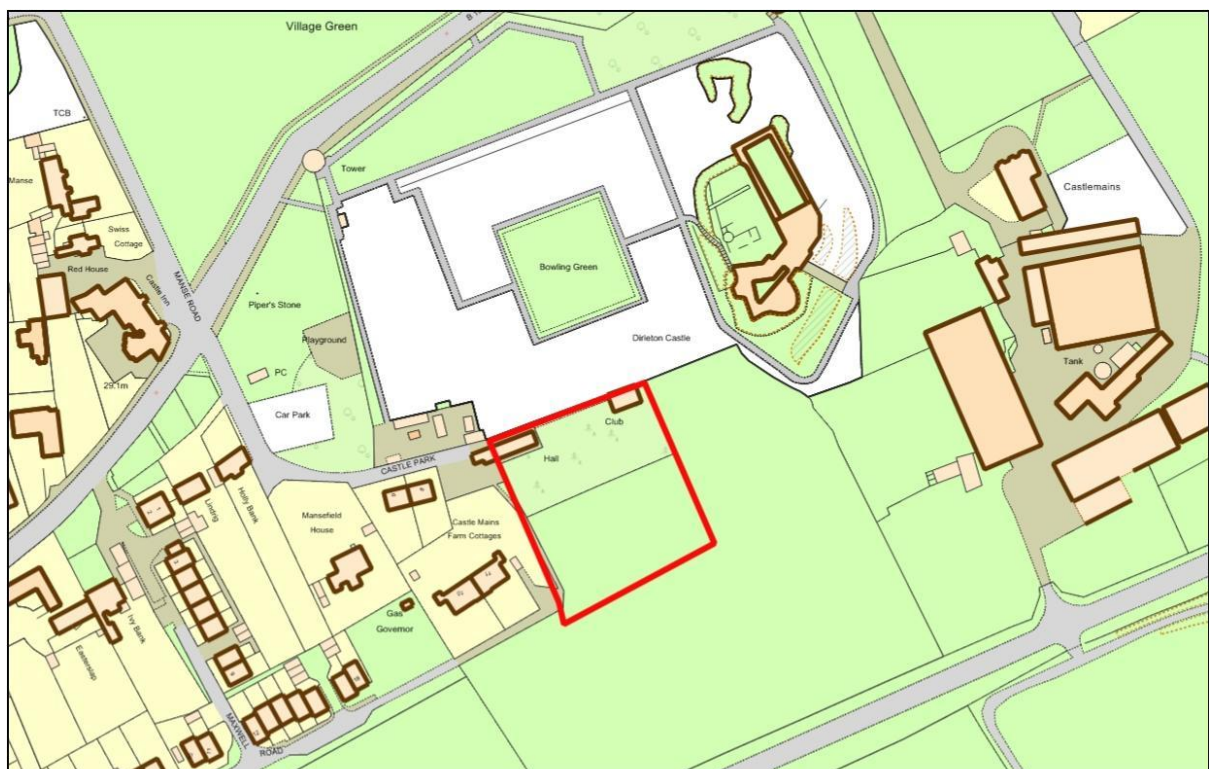 Village Green
B 1
TCB
Manse
Tower
Swiss
Cottage
Red House
Castle Inn
MANSE ROAD
Castlemains
Bowling Green
Piper's Stone
Playground
Dirleton Castle
Tank
PC
29.1m
Car Park
Club
Hall
CASTLE PARK
Holly Bank
Mansefield
House
Castle Mains
Farm Cottages
Gas
Governor
Ivy Bank
Easterslap
MAXWELL
ROAD